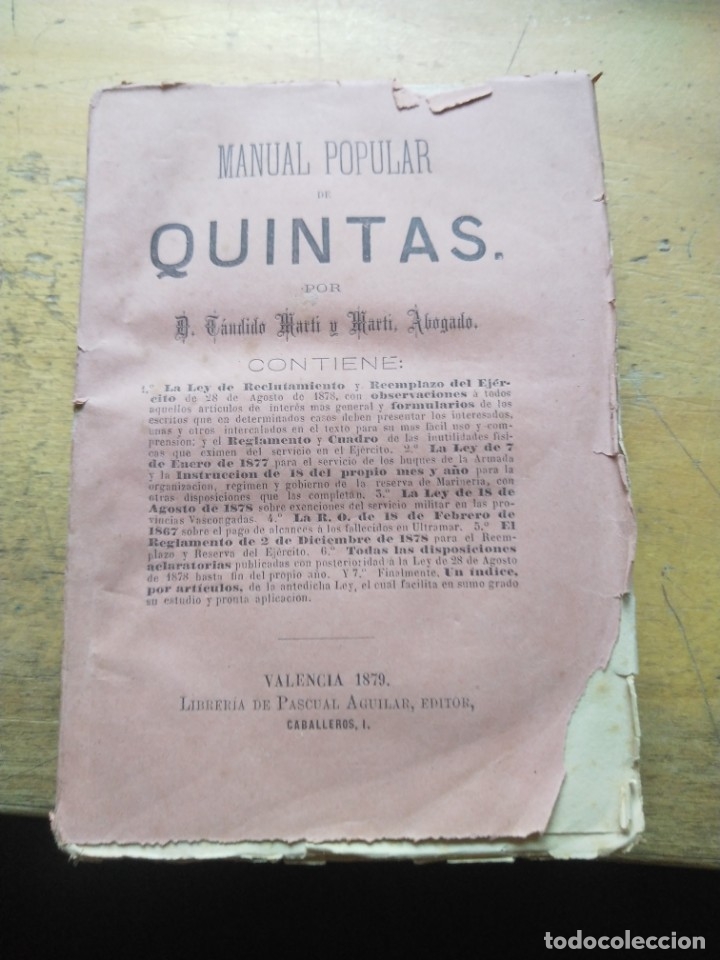 MANUAL POPULAR
DE
QUINTAS.
POR
D. Cándido Martí y Martí, Abogado.
CONTIENE:
1.º La Ley de Reclutamiento y Reemplazo del Ejér-
cito de 28 de Agosto de 1878, con observaciones à todos
aquellos artículos de interés mas general y formularios de los
escritos que en determinados casos deben presentar los interesados,
unas y otros intercalados en el texto para su mas fácil uso y com-
prension; y el Reglamento y Cuadro de las inutilidades físi-
cas que eximen del servicio en el Ejército. 2.º La Ley de 7
de Enero de 1877 para el servicio de los buques de la Armada
y la Instruccion de 18 del propio mes y año para la
organizacion, régimen y gobierno de la reserva de Marinería, con
otras disposiciones que las completan. 3.º La Ley de 18 de
Agosto de 1878 sobre exenciones del servicio militar en las pro-
vincias Vascongadas. 4.º La R. O. de 18 de Febrero de
1867 sobre el pago de alcances à los fallecidos en Ultramar. 5.º El
Reglamento de 2 de Diciembre de 1878 para el Reem-
plazo y Reserva del Ejército. 6.º Todas las disposiciones
aclaratorias publicadas con posterioridad á la Ley de 28 de Agosto
de 1878 hasta fin del propio año. Y 7.º Finalmente, Un índice,
por artículos, de la antedicha Ley, el cual facilita en sumo grado
su estudio y pronta aplicacion.
VALENCIA 1879.
LIBRERÍA DE PASCUAL AGUILAR, EDITOR,
CABALLEROS, 1.
todocoleccion